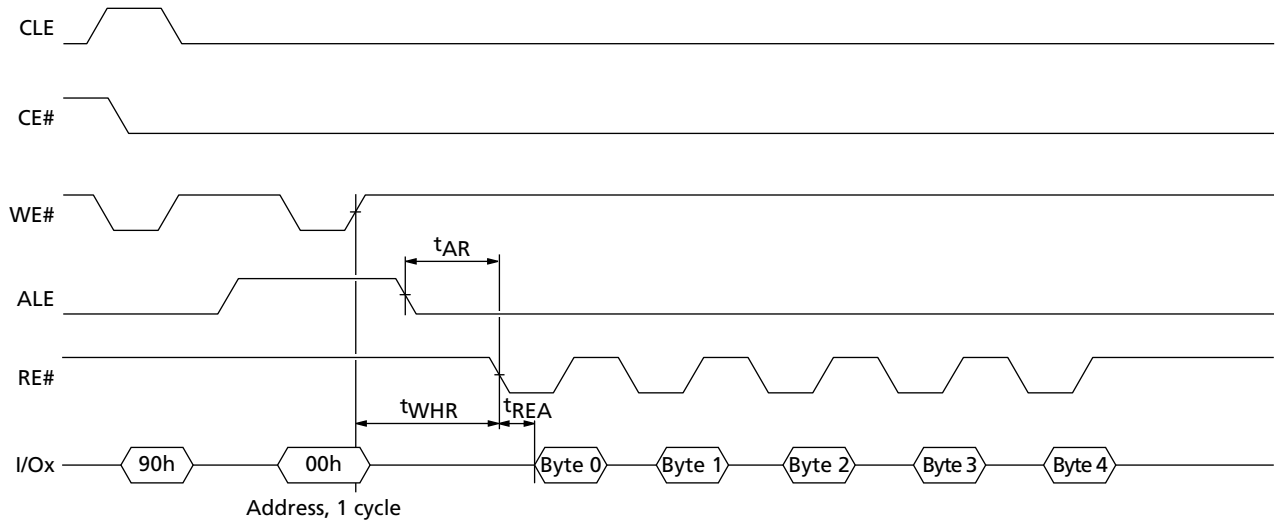 CLE
CE#
WE#
tAR
ALE
RE#
tWHR tREA
I/Ox 90h 00h Byte 0 Byte 1 Byte 2 Byte 3 Byte 4
Address, 1 cycle